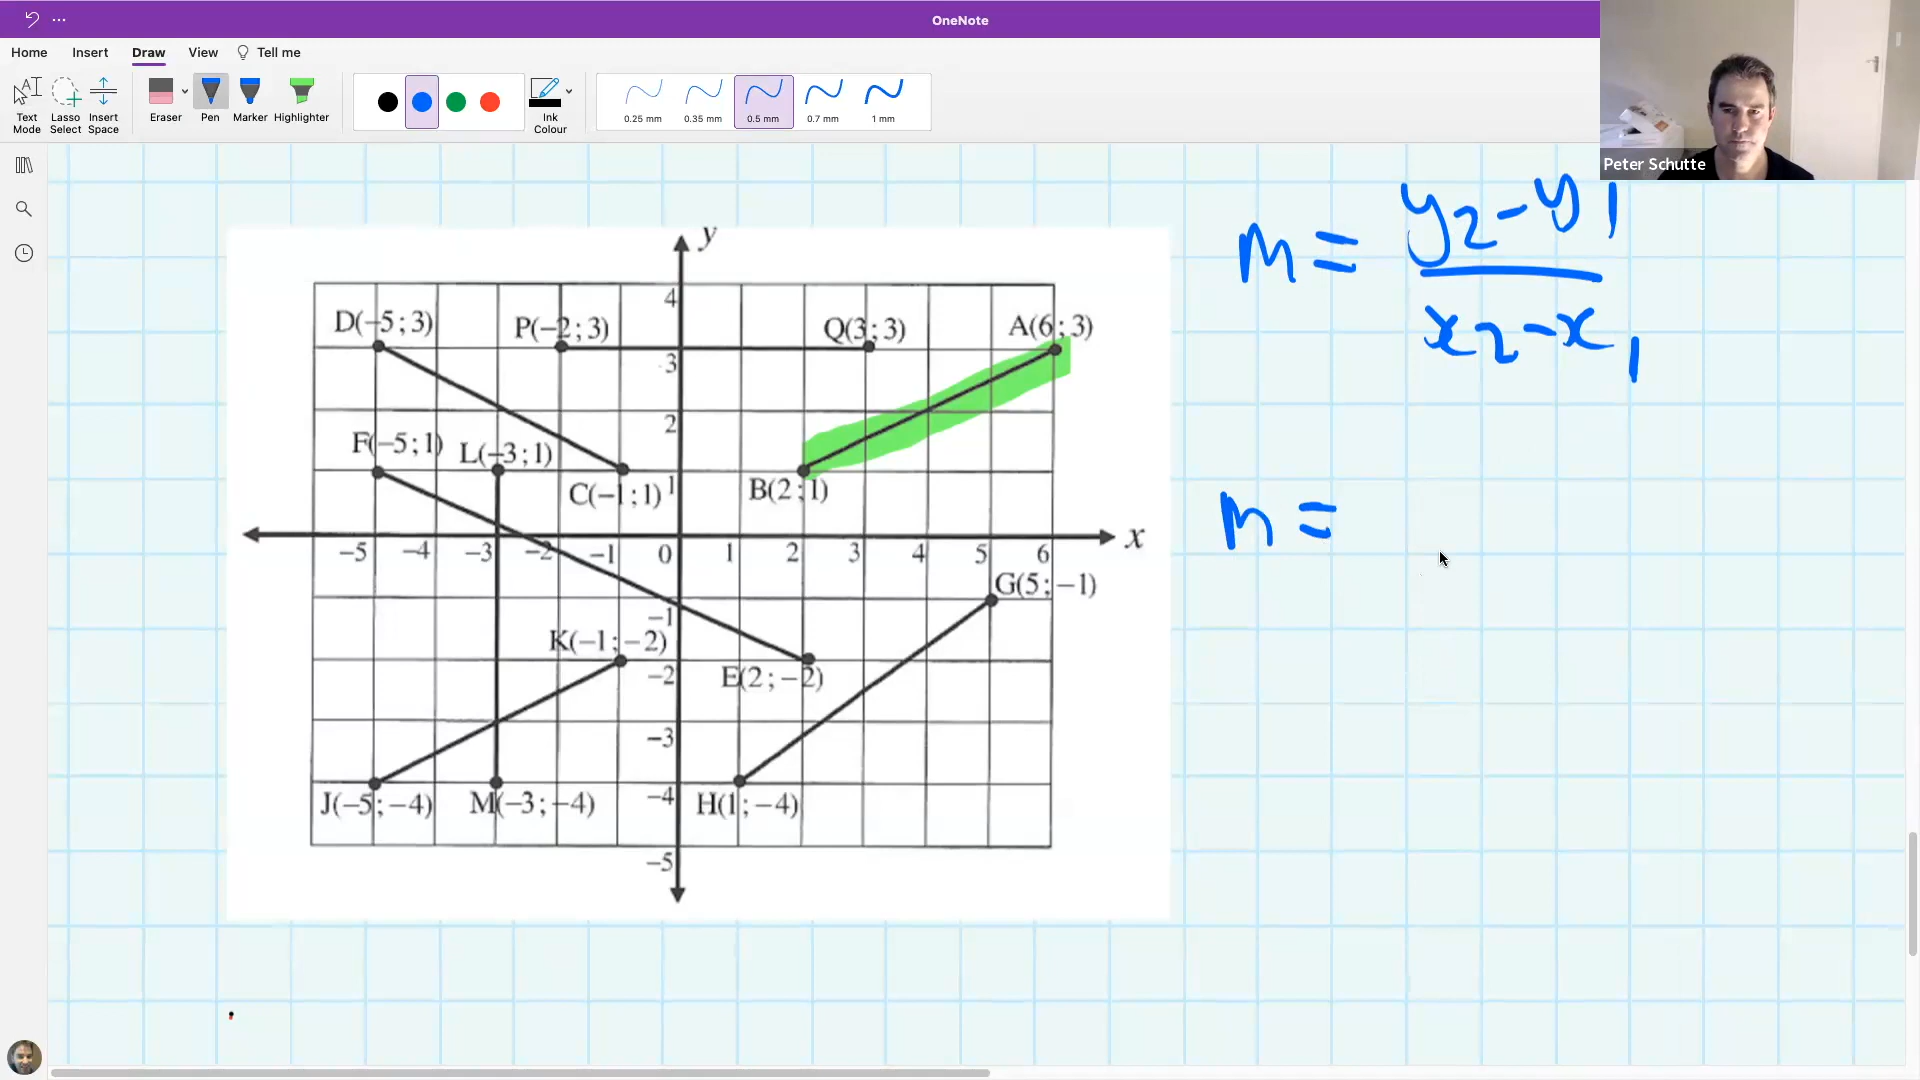 OneNote
Home Insert Draw View Tell me
Text Mode
Lasso Select
Insert Space
Eraser
Pen
Marker
Highlighter
Ink Colour
0.25 mm
0.35 mm
0.5 mm
0.7 mm
1 mm
Peter Schutte
m = y2-y1
x2-x1
y
4
D(−5 ; 3) P(−2 ; 3) Q(3 ; 3) A(6 ; 3)
3
2
F(−5 ; 1) L(−3 ; 1)
C(−1 ; 1) 1 B(2 ; 1)
m =
x
−5 −4 −3 −2 −1 0 1 2 3 4 5 6
G(5 ; −1)
−1
K(−1 ; −2)
−2 E(2 ; −2)
−3
J(−5 ; −4) M(−3 ; −4) −4 H(1 ; −4)
−5